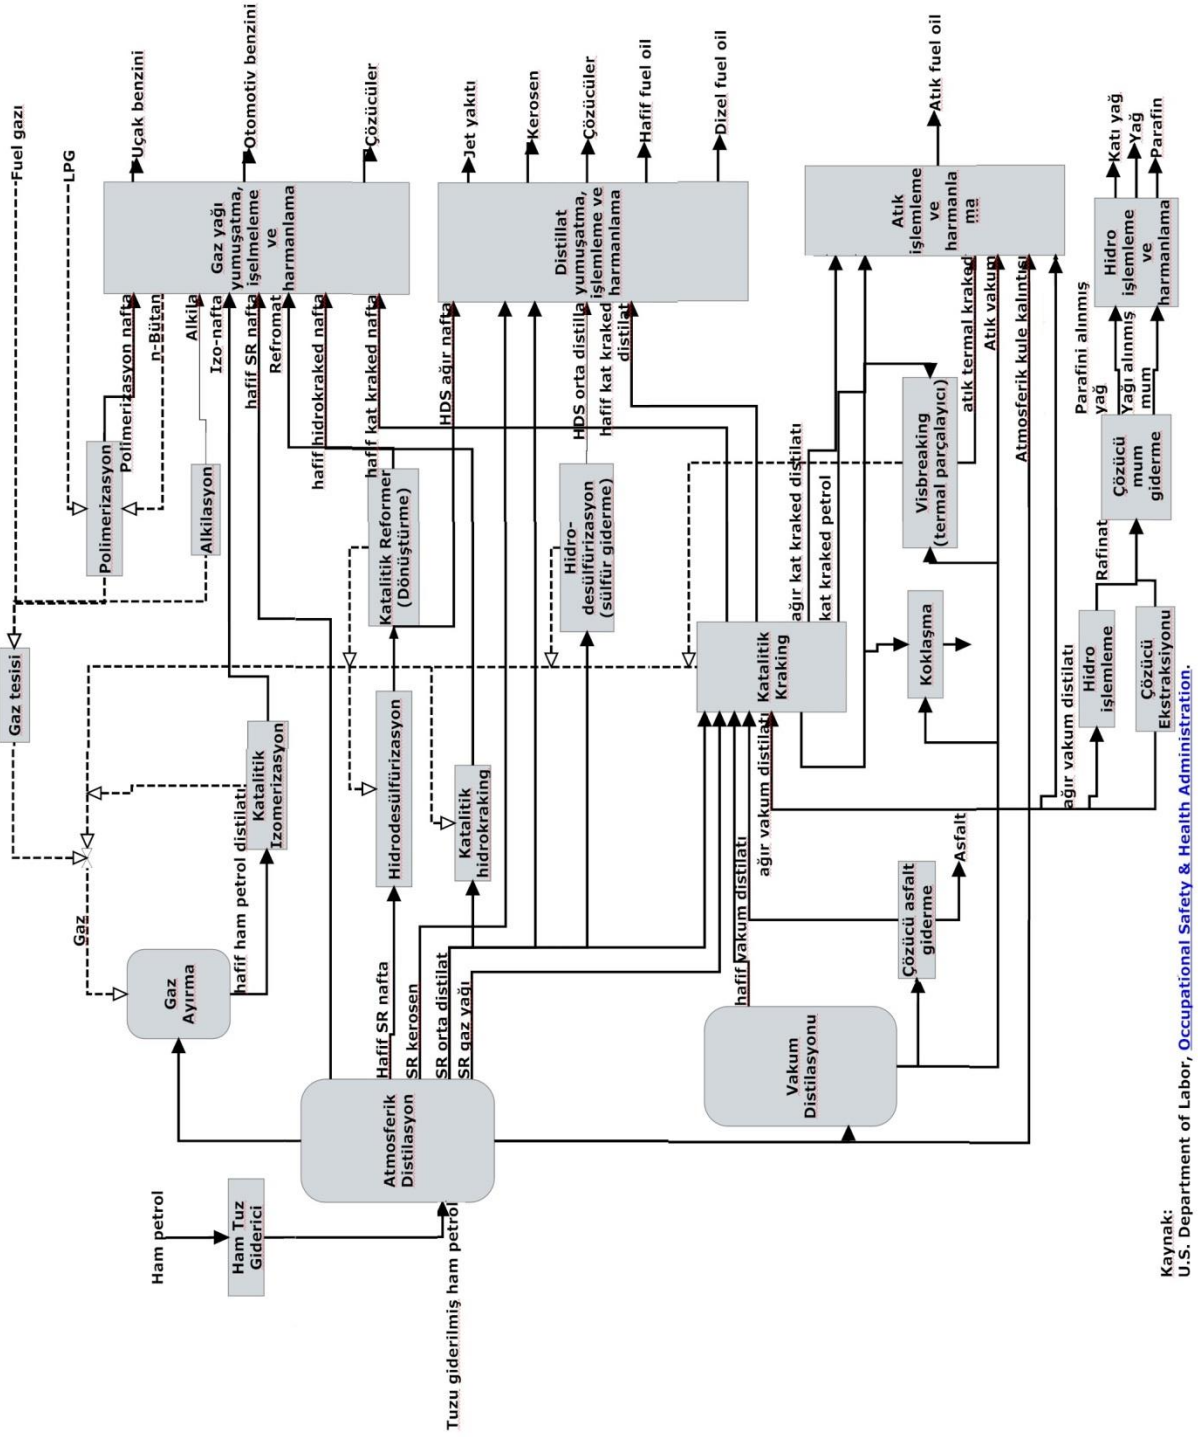 Fuel gazı
LPG
Uçak benzini
Otomotiv benzini
Çözücüler
Jet yakıtı
Kerosen
Çözücüler
Hafif fuel oil
Dizel fuel oil
Atık fuel oil
Katı yağ
Yağ
Parafin
Gaz yağı
yumuşatma,
işelmeleme
ve
harmanlama
Distillat
yumuşatma,
işlemleme ve
harmanlama
Atık
işlemleme
ve
harmanla
ma
Hidro
işlemleme
ve
harmanlama
Polimerizasyon nafta
n-Bütan
Alkila
Izo-nafta
hafif SR nafta
Refromat
hafif hidrokraked nafta
hafif kat kraked nafta
HDS ağır nafta
HDS orta distilla
hafif kat kraked
distilat
atık termal kraked
Atık vakum
Atmosferik kule kalıntısı
Parafini alınmış
yağ
Yağı alınmış
mum
Polimerizasyon
Alkilasyon
Katalitik Reformer
(Dönüştürme)
Hidro-
desülfürizasyon
(sülfür giderme)
ağır kat kraked distilatı
kat kraked petrol
Visbreaking
(termal parçalayıcı)
Çözücü
mum
giderme
Rafinat
Gaz tesisi
Katalitik
Izomerizasyon
Hidrodesülfürizasyon
Katalitik
hidrokraking
Katalitik
Kraking
Koklaşma
Hidro
işlemleme
Çözücü
Ekstraksiyonu
Gaz
hafif ham petrol distilatı
hafif vakum distilatı
ağır vakum distilatı
ağır vakum distilatı
Çözücü asfalt
giderme
Asfalt
Gaz
Ayırma
Hafif SR nafta
SR kerosen
SR orta distilat
SR gaz yağı
Atmosferik
Distilasyon
Vakum
Distilasyonu
Ham petrol
Ham Tuz
Giderici
Tuzu giderilmiş ham petrol
Kaynak:
U.S. Department of Labor, Occupational Safety & Health Administration.